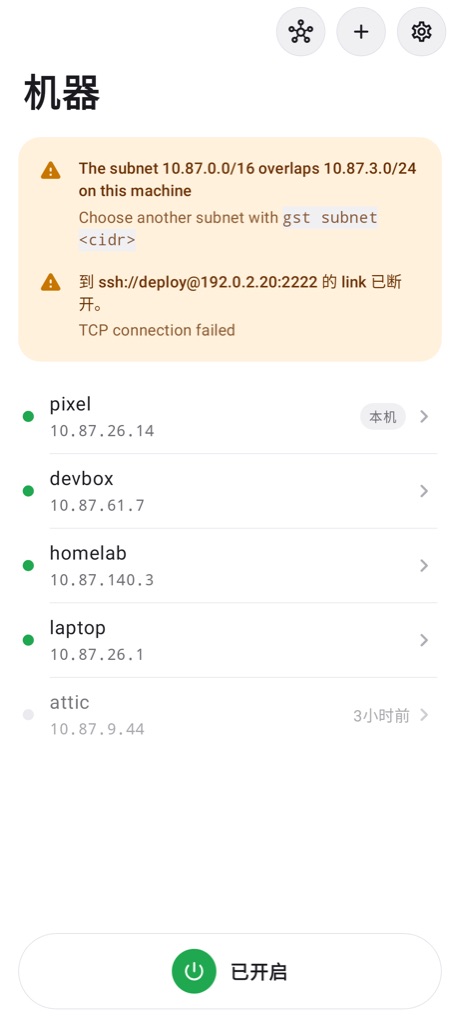 机器
The subnet 10.87.0.0/16 overlaps 10.87.3.0/24
on this machine
Choose another subnet with gst subnet
<cidr>
到 ssh://deploy@192.0.2.20:2222 的 link 已断
开。
TCP connection failed
pixel
本机
10.87.26.14
devbox
10.87.61.7
homelab
10.87.140.3
laptop
10.87.26.1
attic
3小时前
10.87.9.44
已开启